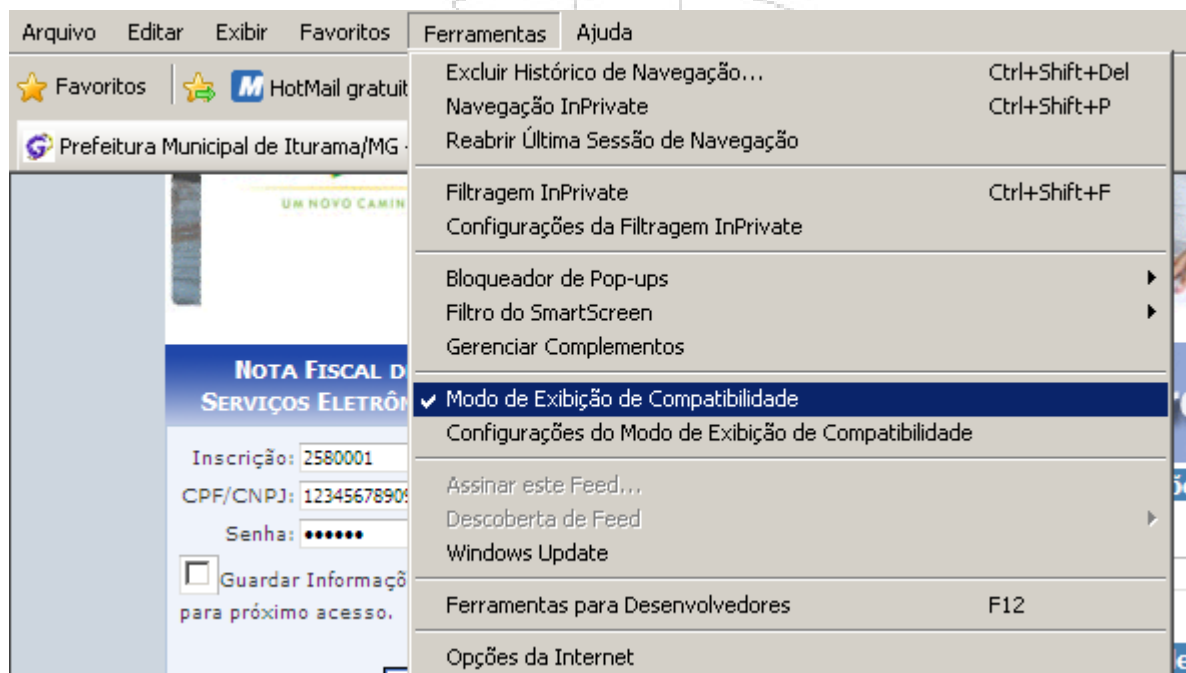 Arquivo Editar Exibir Favoritos Ferramentas Ajuda
Favoritos HotMail gratuit
Prefeitura Municipal de Iturama/MG -
Excluir Histórico de Navegação... Ctrl+Shift+Del
Navegação InPrivate Ctrl+Shift+P
Reabrir Última Sessão de Navegação
Filtragem InPrivate Ctrl+Shift+F
Configurações da Filtragem InPrivate
Bloqueador de Pop-ups
Filtro do SmartScreen
Gerenciar Complementos
Modo de Exibição de Compatibilidade
Configurações do Modo de Exibição de Compatibilidade
Assinar este Feed...
Descoberta de Feed
Windows Update
Ferramentas para Desenvolvedores F12
Opções da Internet
UM NOVO CAMIN
NOTA FISCAL D
SERVIÇOS ELETRÔN
Inscrição: 2580001
CPF/CNPJ: 12345678909
Senha: ••••••
Guardar Informaçõ
para próximo acesso.